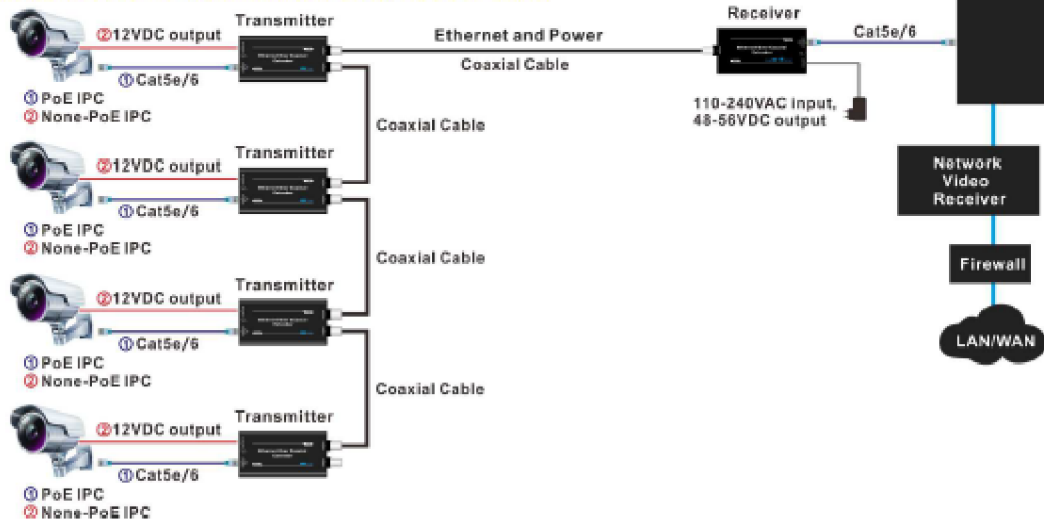 Transmitter
②12VDC output
①Cat5e/6
① PoE IPC
② None-PoE IPC
Ethernet and Power
Coaxial Cable
Receiver
Cat5e/6
110-240VAC input,
48-56VDC output
Coaxial Cable
Transmitter
②12VDC output
①Cat5e/6
① PoE IPC
② None-PoE IPC
Coaxial Cable
Transmitter
②12VDC output
①Cat5e/6
① PoE IPC
② None-PoE IPC
Coaxial Cable
Transmitter
②12VDC output
①Cat5e/6
① PoE IPC
② None-PoE IPC
Network
Video
Receiver
Firewall
LAN/WAN